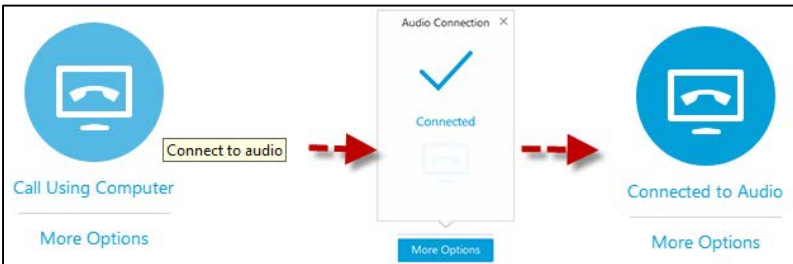 Call Using Computer
More Options
Connect to audio
Audio Connection ×
Connected
More Options
Connected to Audio
More Options